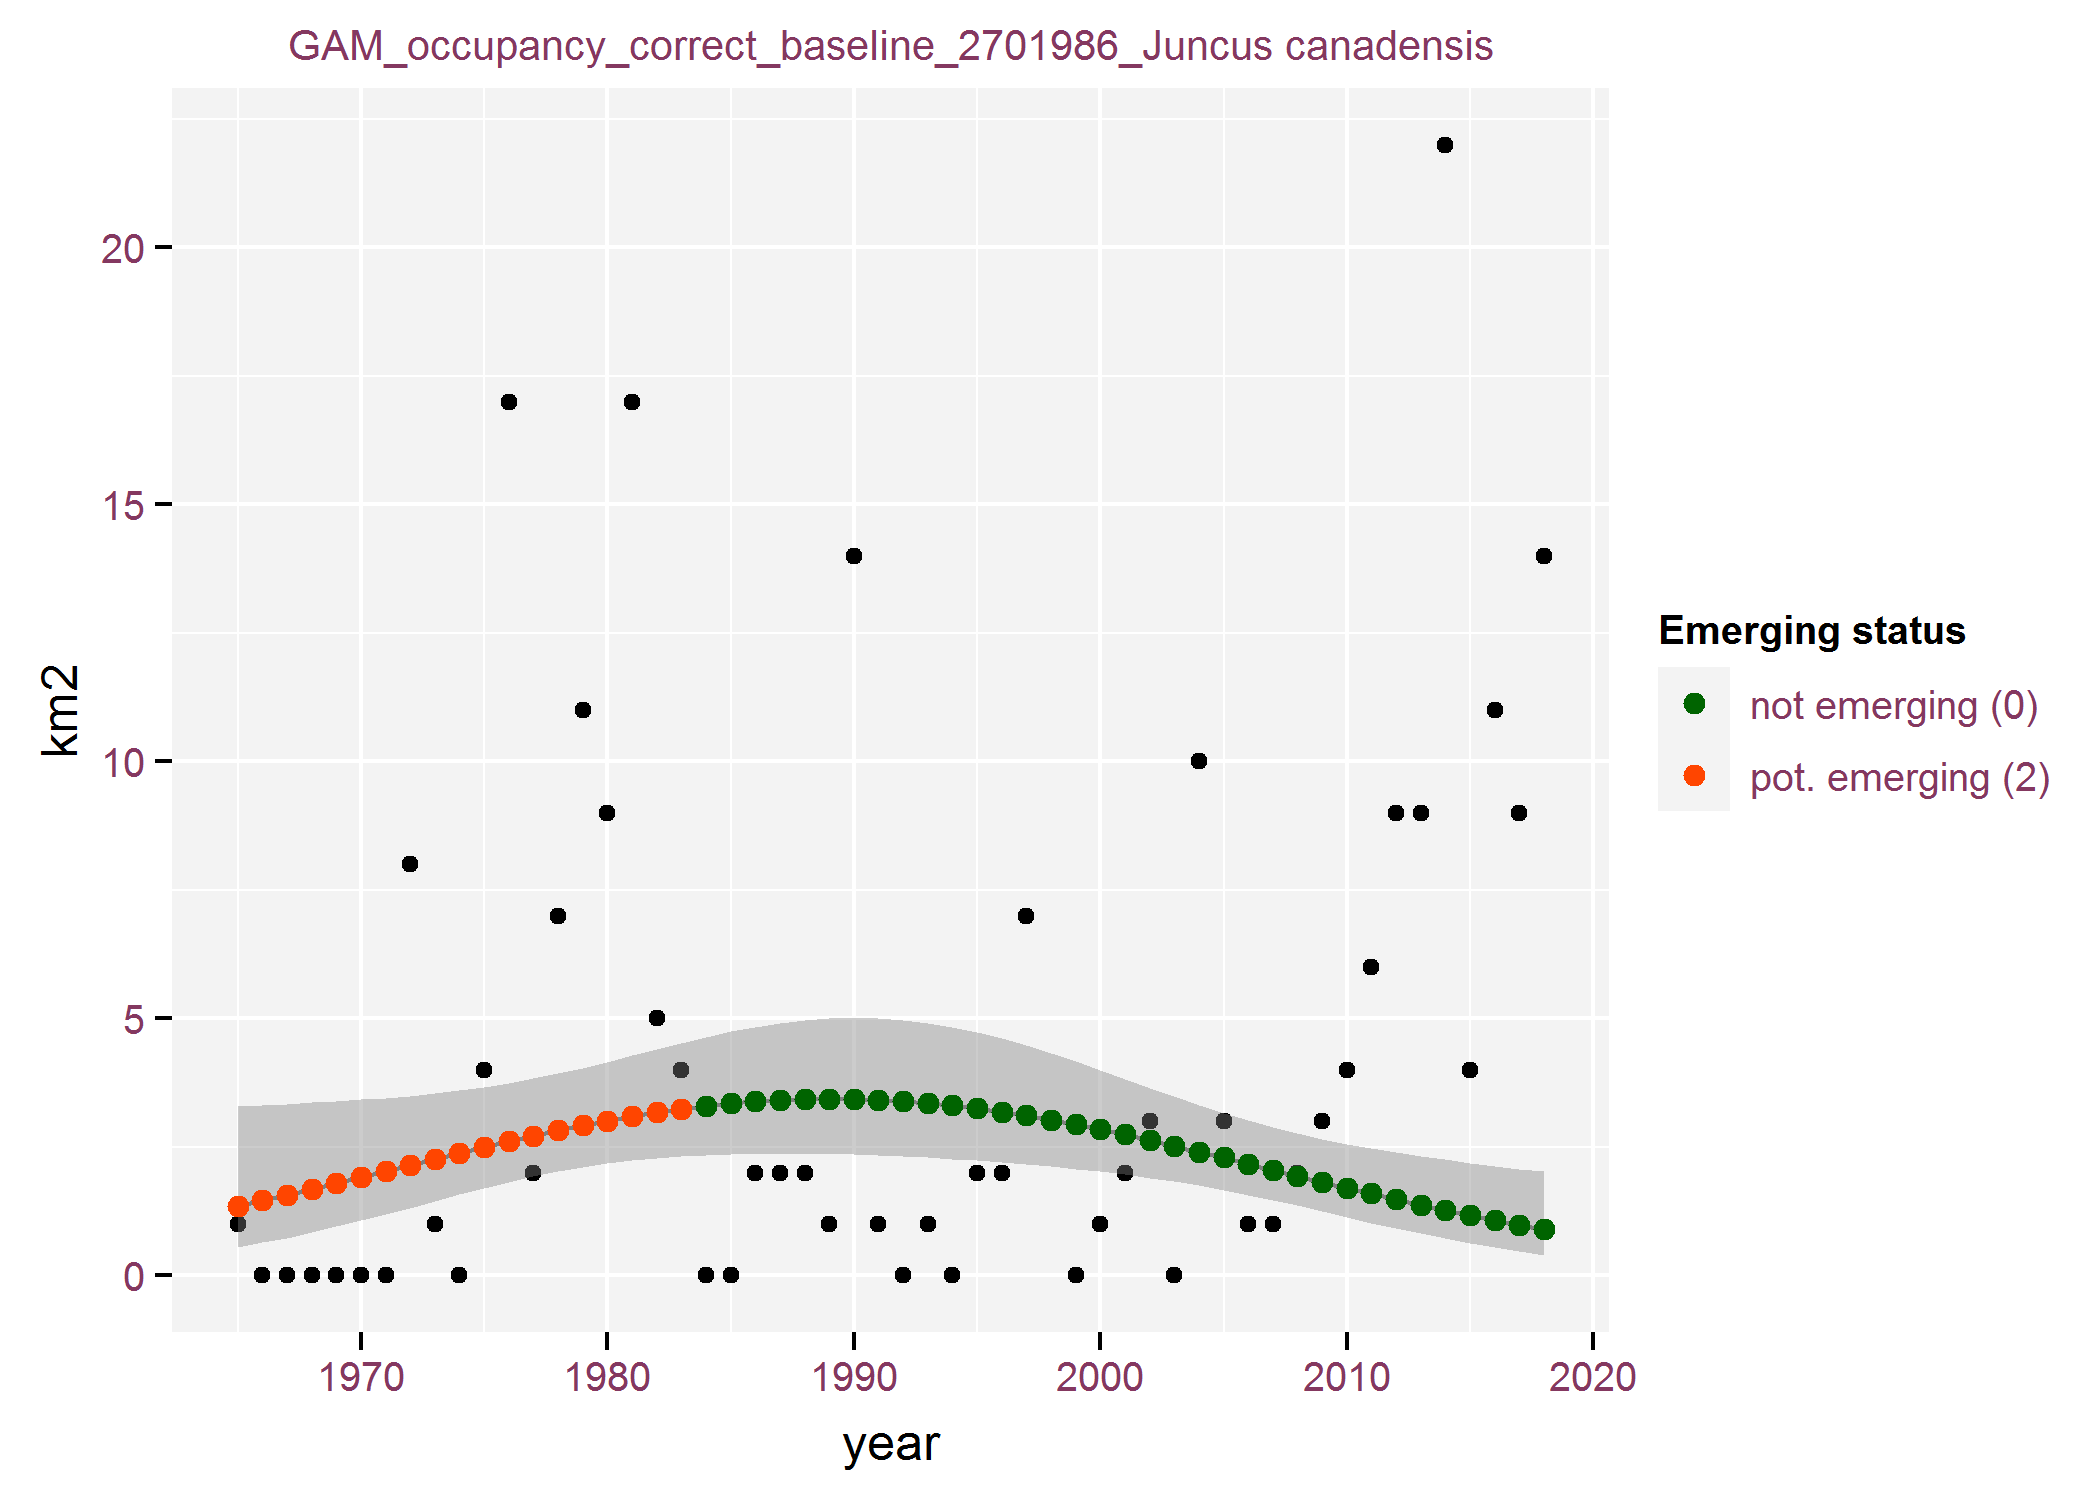 GAM_occupancy_correct_baseline_2701986_Juncus canadensis
km2
20
15
10
5
0
1970 1980 1990 2000 2010 2020
year
Emerging status
not emerging (0)
pot. emerging (2)